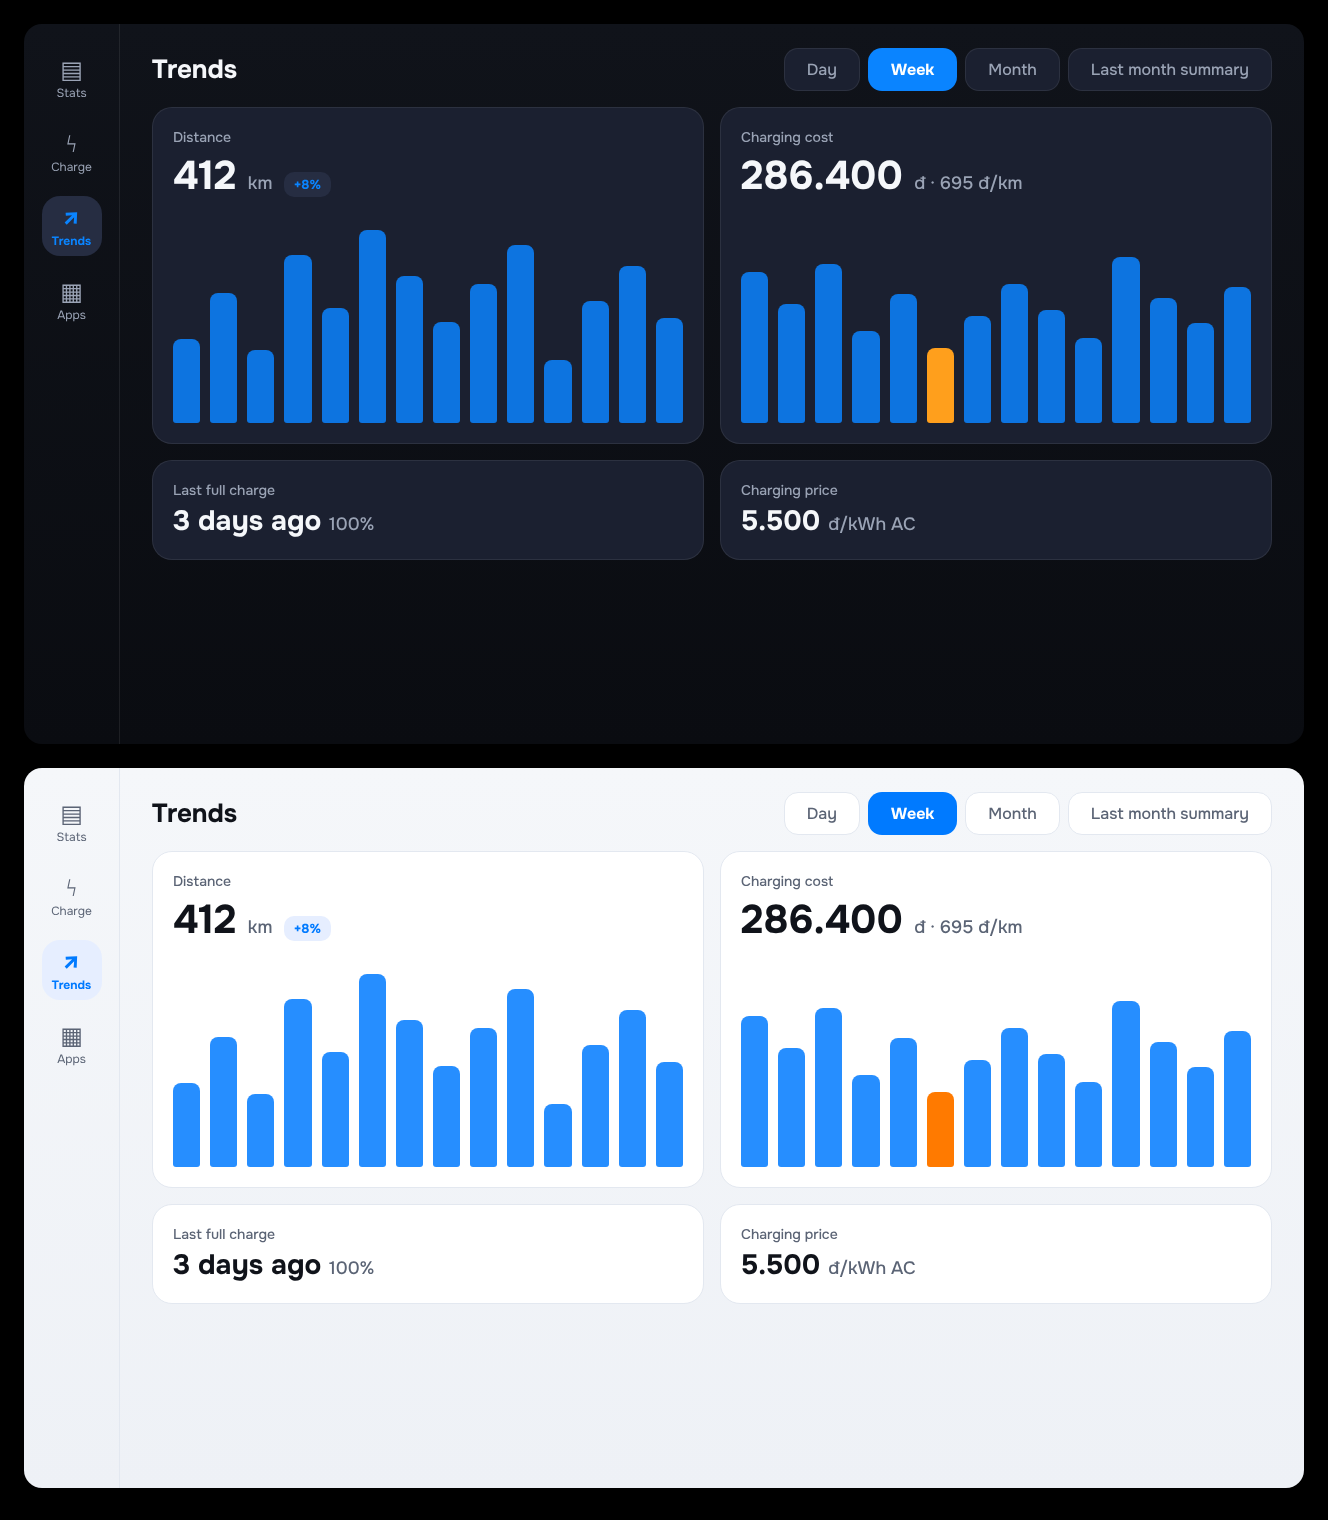 Stats
Charge
Trends
Apps
Trends
Day
Week
Month
Last month summary
Distance
412 km +8%
Charging cost
286.400 đ · 695 đ/km
Last full charge
3 days ago 100%
Charging price
5.500 đ/kWh AC
Stats
Charge
Trends
Apps
Trends
Day
Week
Month
Last month summary
Distance
412 km +8%
Charging cost
286.400 đ · 695 đ/km
Last full charge
3 days ago 100%
Charging price
5.500 đ/kWh AC